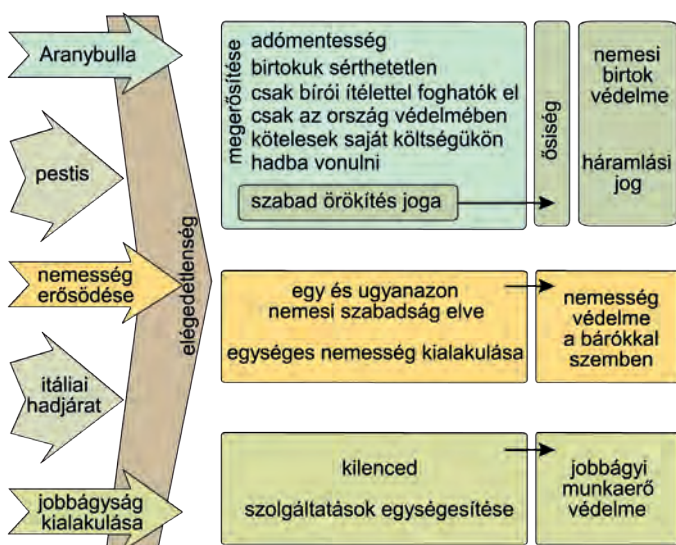 Aranybulla
pestis
nemesség
erősödése
itáliai
hadjárat
jobbágyság
kialakulása
elégedetlenség
megerősítése
adómentesség
birtokuk sérthetetlen
csak bírói ítélettel foghatók el
csak az ország védelmében
kötelesek saját költségükön
hadba vonulni
szabad örökítés joga
ősiség
nemesi
birtok
védelme
háramlási
jog
egy és ugyanazon
nemesi szabadság elve
egységes nemesség kialakulása
nemesség
védelme
a bárókkal
szemben
kilenced
szolgáltatások egységesítése
jobbágyi
munkaerő
védelme